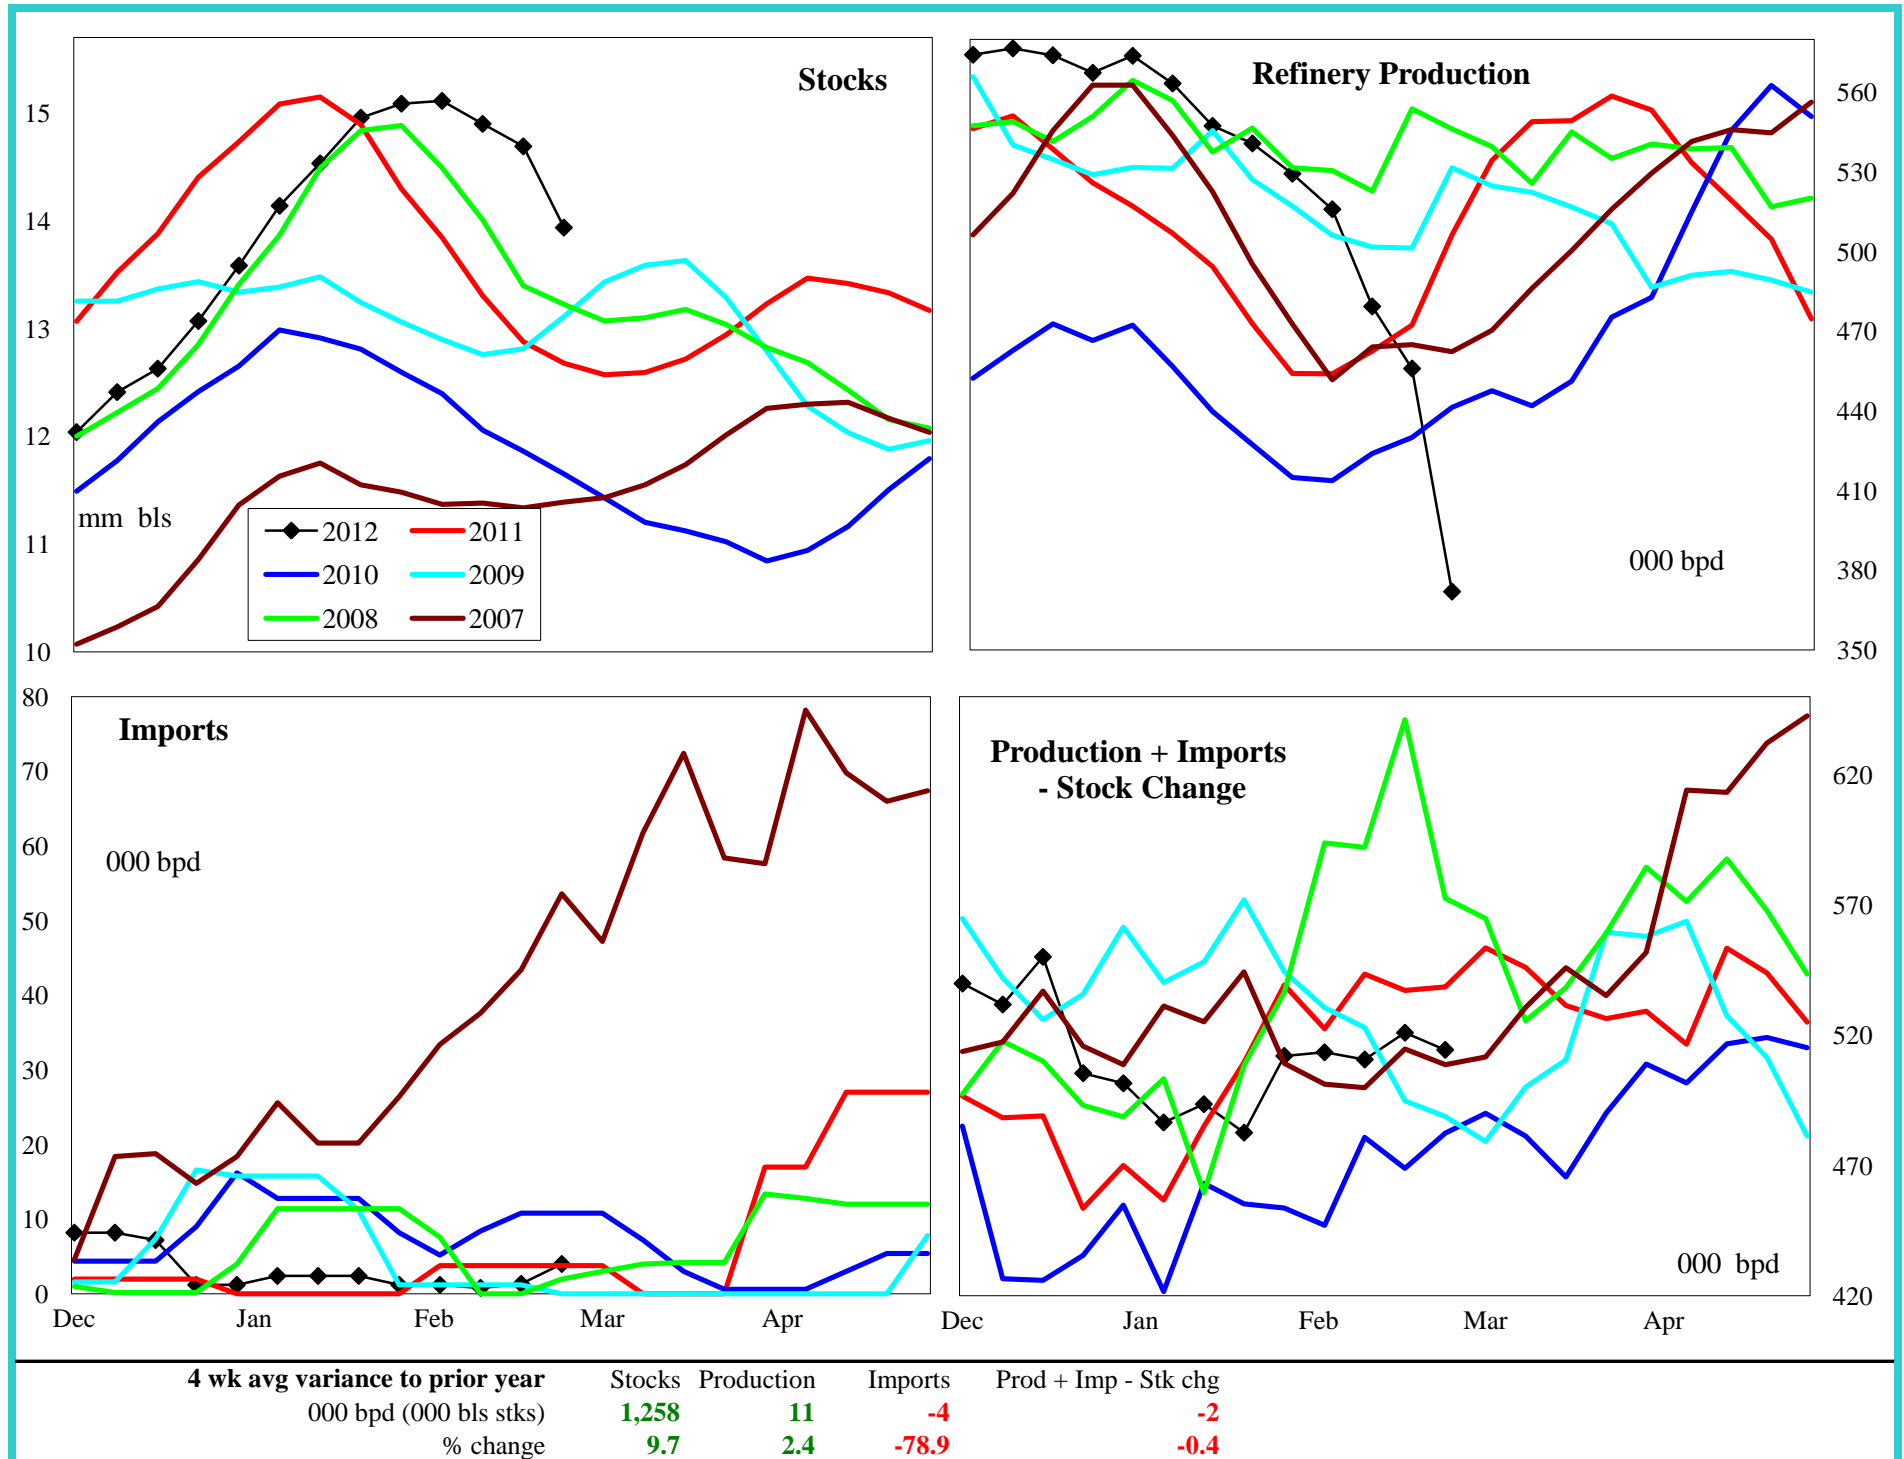 Stocks
15
14
13
12
11
10
mm bls
2012 2011
2010 2009
2008 2007
Refinery Production
560
530
500
470
440
410
380
350
000 bpd
Imports
000 bpd
80
70
60
50
40
30
20
10
0
Dec Jan Feb Mar Apr
Production + Imports
- Stock Change
620
570
520
470
420
000 bpd
Dec Jan Feb Mar Apr
4 wk avg variance to prior year Stocks Production Imports Prod + Imp - Stk chg
000 bpd (000 bls stks) 1,258 11 -4 -2
% change 9.7 2.4 -78.9 -0.4